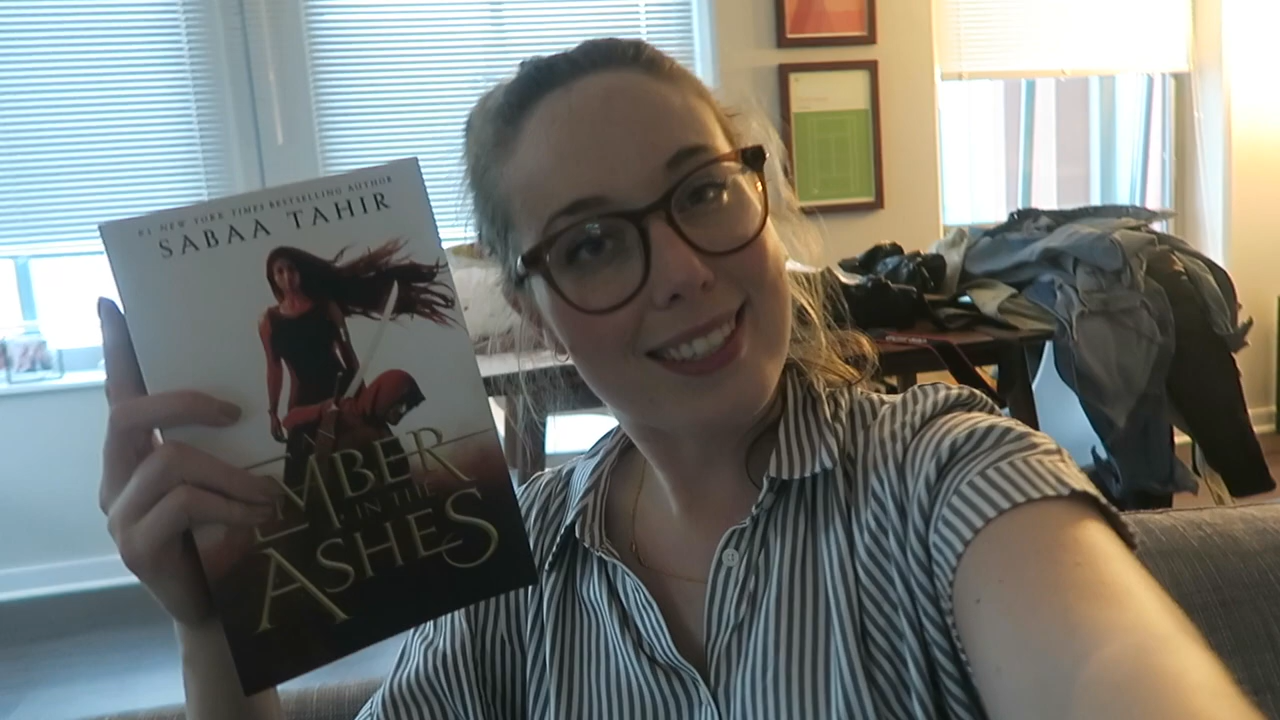 #1 NEW YORK TIMES BESTSELLING AUTHOR
SABAA TAHIR
EMBER
IN THE
ASHES